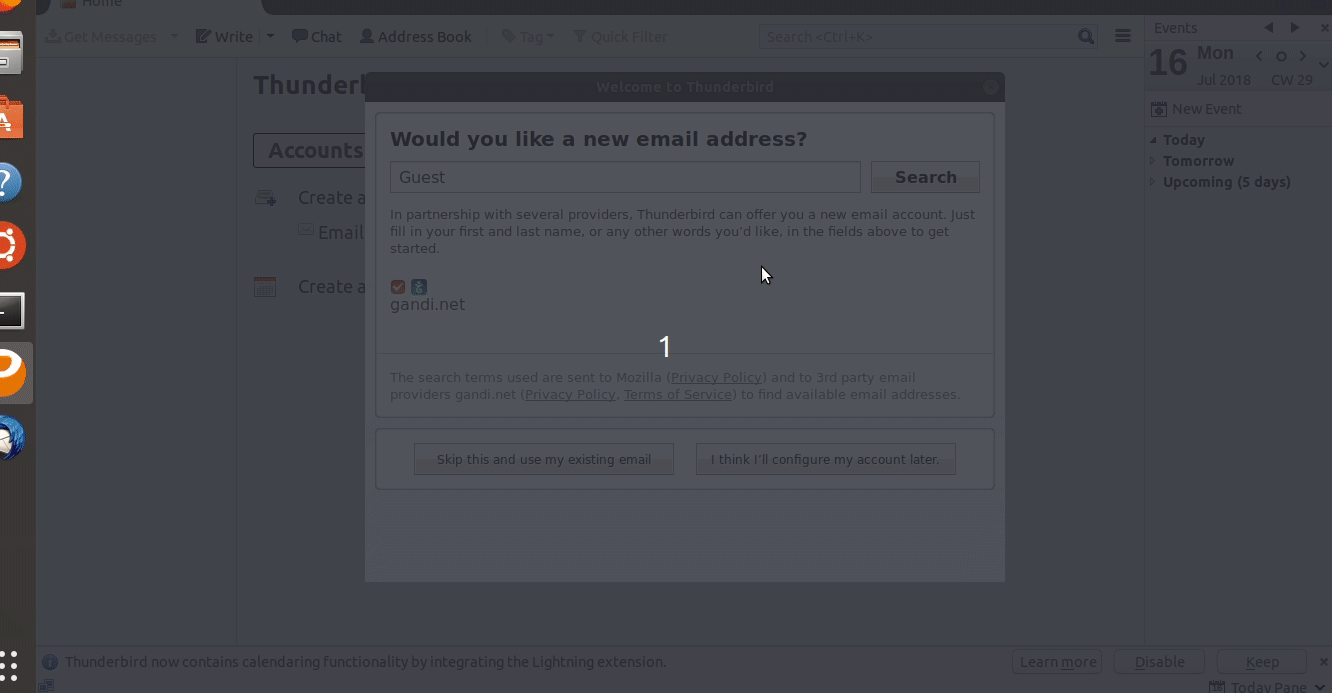 Home
Get Messages
Write
Chat
Address Book
Tag
Quick Filter
Search <Ctrl+K>
Events
16
Mon
Jul 2018
CW 29
New Event
Today
Tomorrow
Upcoming (5 days)
Accounts
Create a
Email
Create a
Welcome to Thunderbird
Would you like a new email address?
Guest
Search
In partnership with several providers, Thunderbird can offer you a new email account. Just
fill in your first and last name, or any other words you'd like, in the fields above to get
started.
gandi.net
1
The search terms used are sent to Mozilla (Privacy Policy) and to 3rd party email
providers gandi.net (Privacy Policy, Terms of Service) to find available email addresses.
Skip this and use my existing email
I think I'll configure my account later.
Thunderbird now contains calendaring functionality by integrating the Lightning extension.
Learn more
Disable
Keep
Today Pane